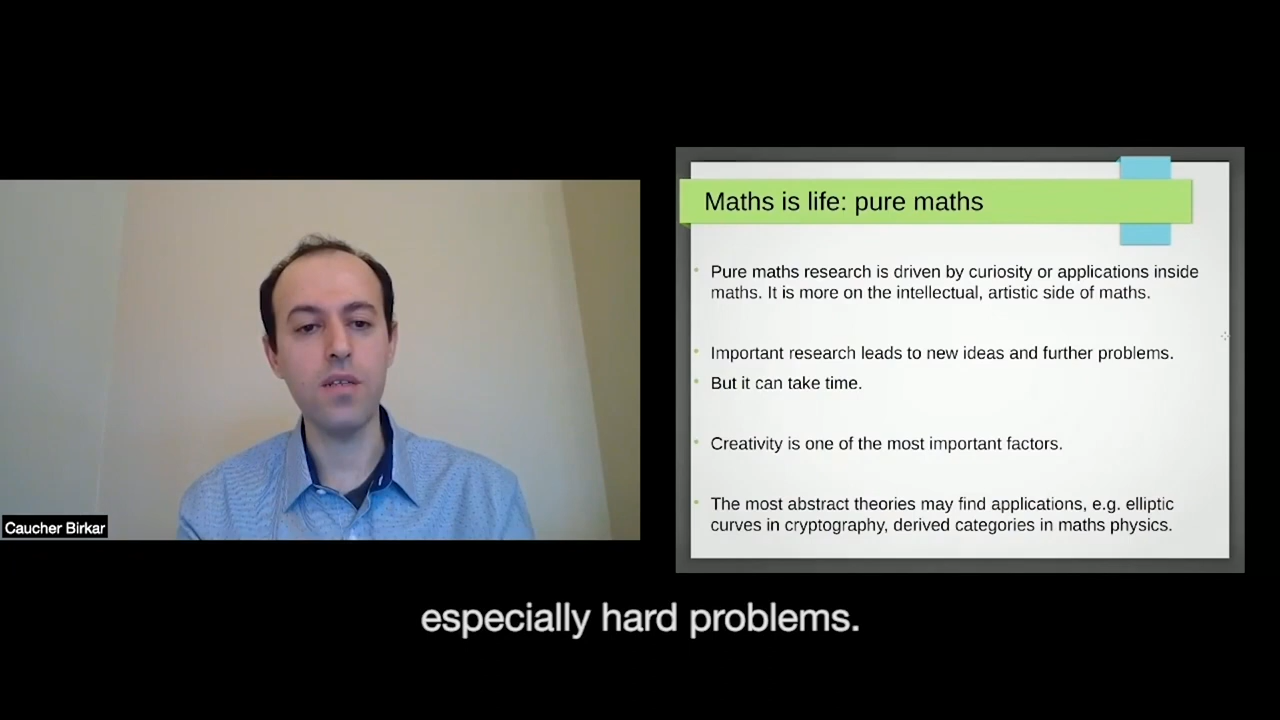 Caucher Birkar
Maths is life: pure maths
Pure maths research is driven by curiosity or applications inside
maths. It is more on the intellectual, artistic side of maths.
Important research leads to new ideas and further problems.
But it can take time.
Creativity is one of the most important factors.
The most abstract theories may find applications, e.g. elliptic
curves in cryptography, derived categories in maths physics.
especially hard problems.